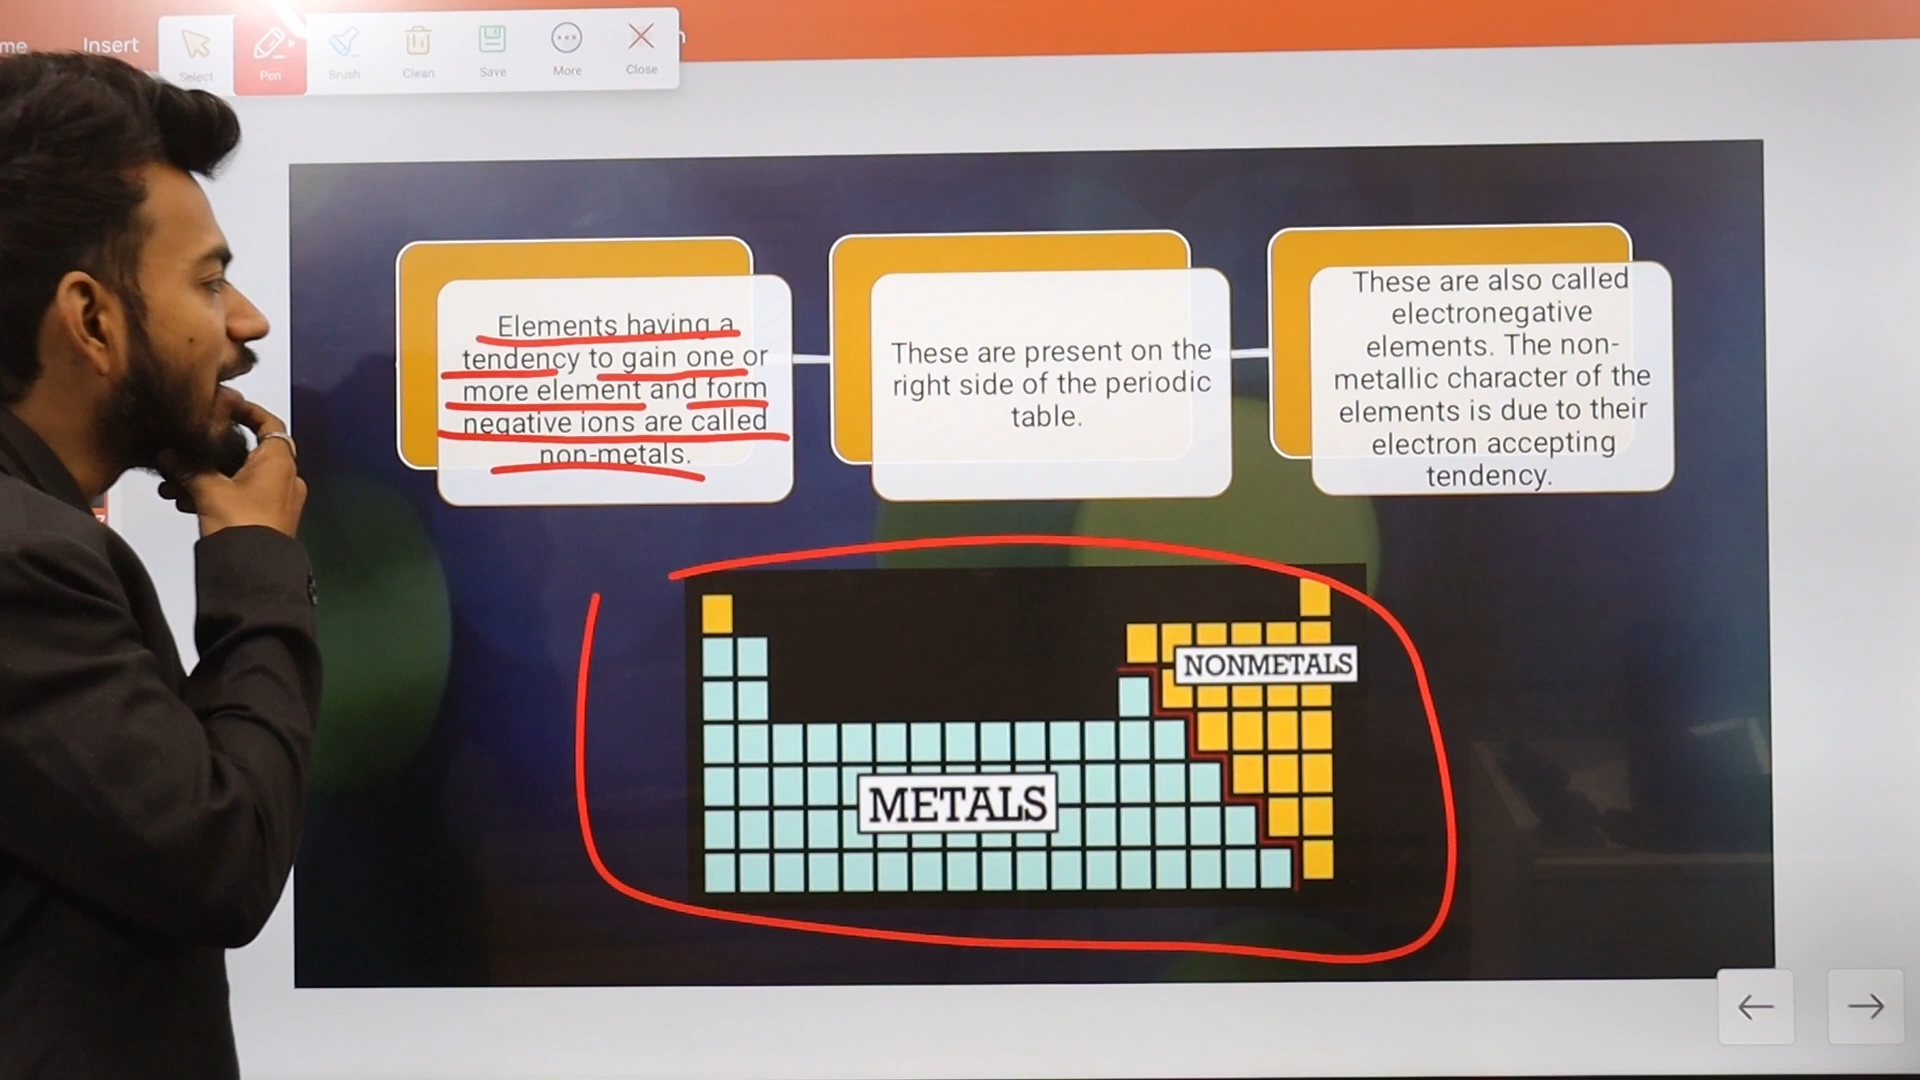 Insert
Select
Pen
Brush
Clean
Save
More
Close
Elements having a
tendency to gain one or
more element and form
negative ions are called
non-metals.
These are present on the
right side of the periodic
table.
These are also called
electronegative
elements. The non-
metallic character of the
elements is due to their
electron accepting
tendency.
NONMETALS
METALS